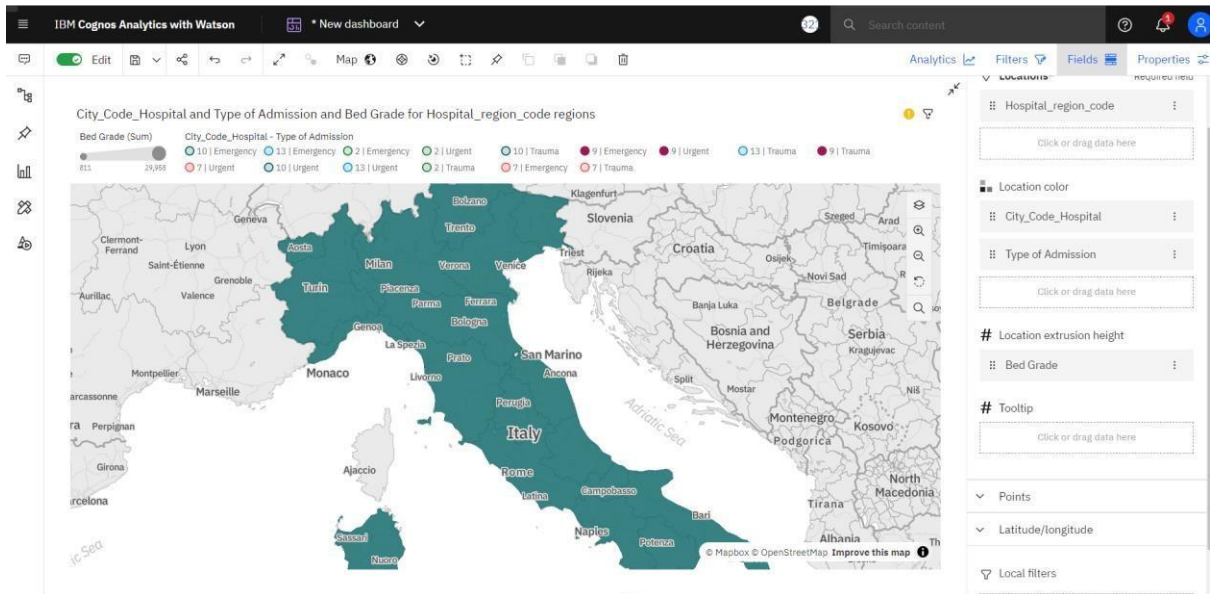 IBM Cognos Analytics with Watson
* New dashboard
Search content
Edit
Map
Analytics
Filters
Fields
Properties
City_Code_Hospital and Type of Admission and Bed Grade for Hospital_region_code regions
Bed Grade (Sum)
811
29,958
City_Code_Hospital - Type of Admission
10 | Emergency 13 | Emergency 2 | Emergency 2 | Urgent 10 | Trauma 9 | Emergency 9 | Urgent 13 | Trauma 9 | Trauma
7 | Urgent 10 | Urgent 13 | Urgent 2 | Trauma 7 | Emergency 7 | Trauma
Klagenfurt
Bolzano
Slovenia
Szeged
Arad
Geneva
Trento
Clermont-
Ferrand
Lyon
Aosta
Triest
Croatia
Timișoara
Saint-Étienne
Milan
Verona
Venice
Rijeka
Osijek
Grenoble
Turin
Piacenza
Novi Sad
Aurillac
Valence
Parma
Ferrara
Banja Luka
Belgrade
Genoa
Bologna
Bosnia and
Herzegovina
Serbia
La Spezia
Prato
San Marino
Kragujevac
Montpellier
Monaco
Livorno
Ancona
Split
Mostar
Niš
arcassonne
Marseille
Perugia
Adriatic Sea
Montenegro
Kosovo
ra Perpignan
Italy
Podgorica
Girona
Ajaccio
Rome
North
Macedonia
rcelona
Latina
Campobasso
Tirana
Bari
Sassari
Naples
Potenza
Albania
Th
ic Sea
Nuoro
© Mapbox © OpenStreetMap Improve this map
Locations
Required field
Hospital_region_code
Click or drag data here
Location color
City_Code_Hospital
Type of Admission
Click or drag data here
# Location extrusion height
Bed Grade
# Tooltip
Click or drag data here
Points
Latitude/longitude
Local filters